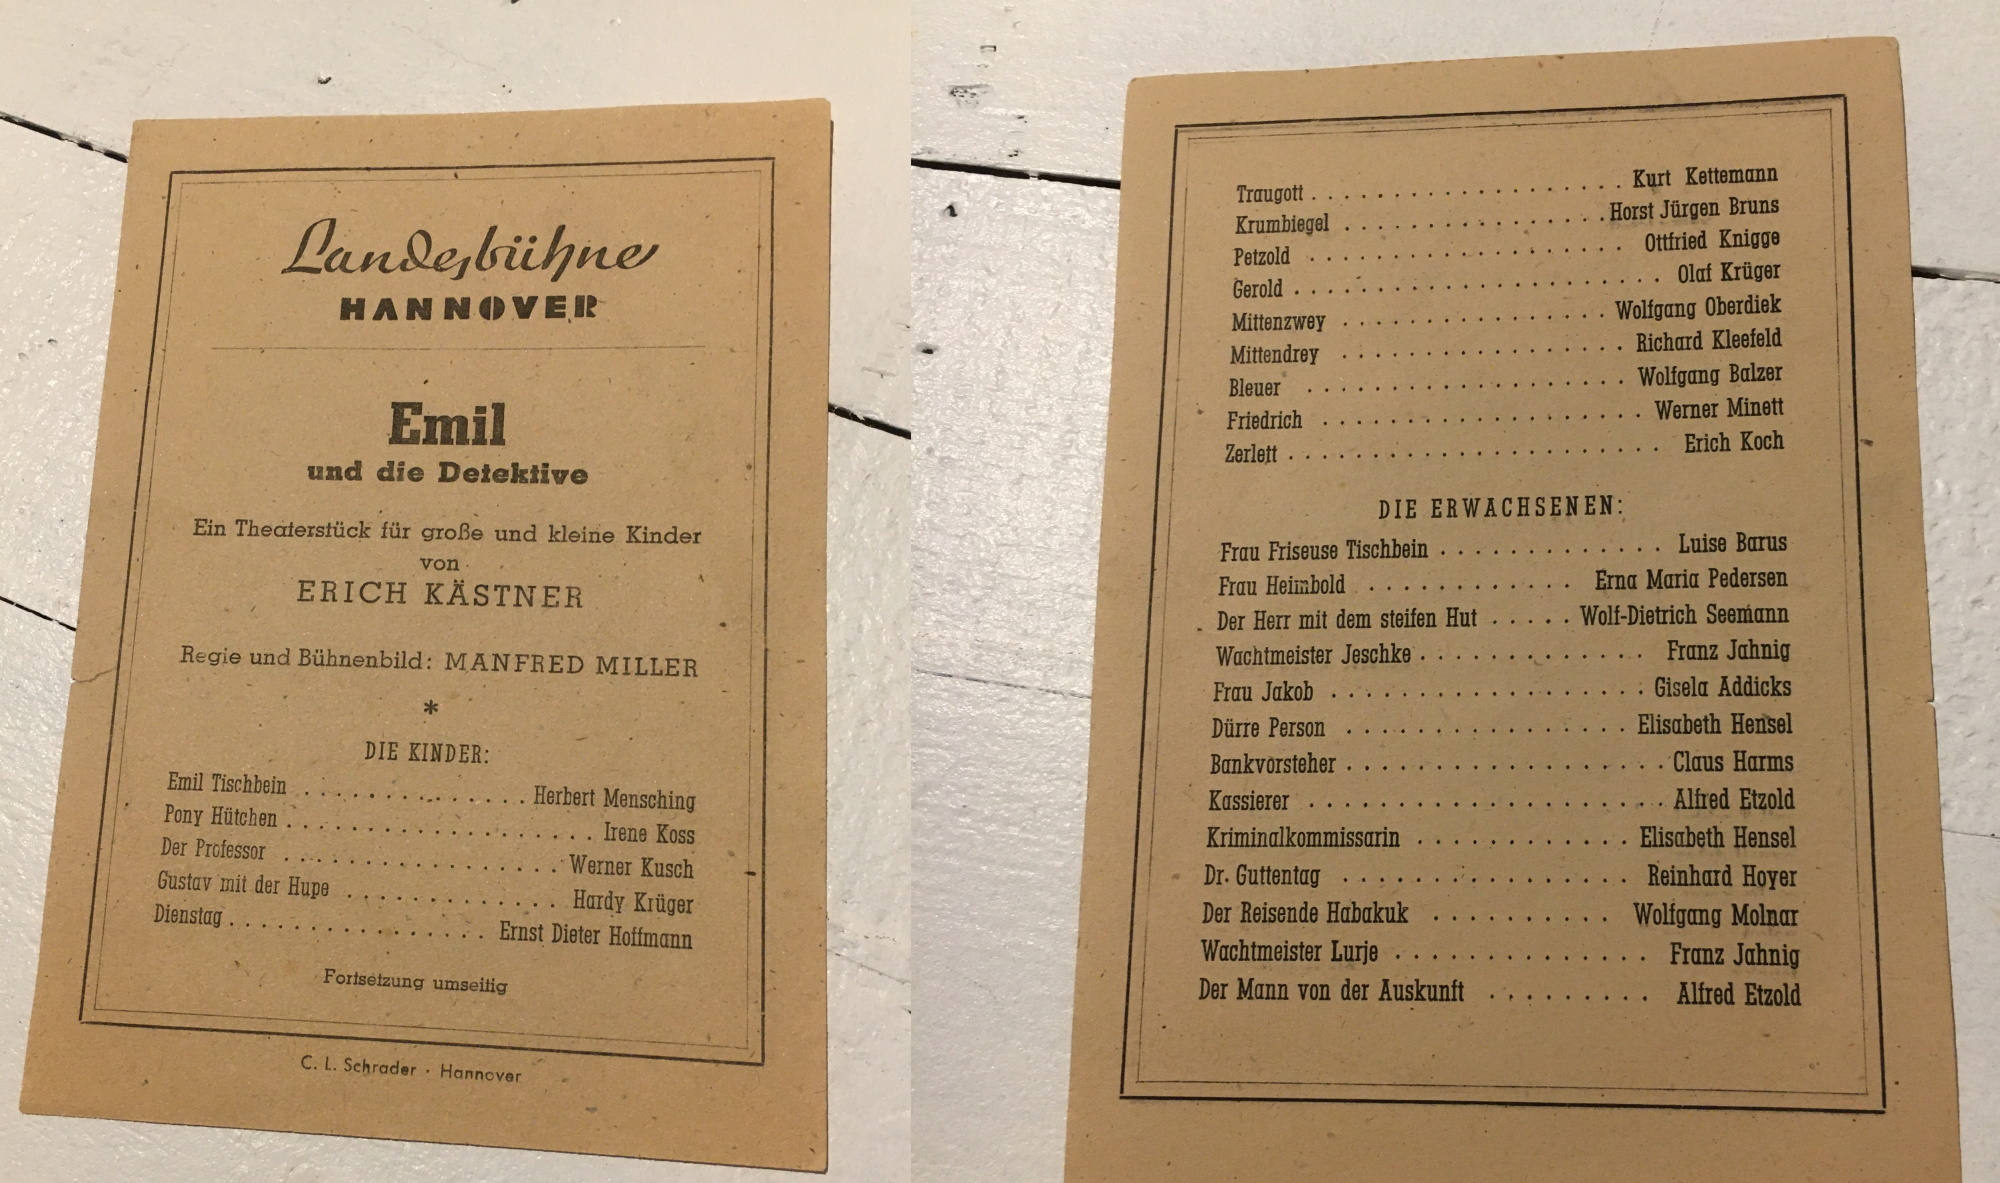 Landesbühne
HANNOVER
Emil
und die Detektive
Ein Theaterstück für große und kleine Kinder
von
ERICH KÄSTNER
Regie und Bühnenbild: MANFRED MILLER
*
DIE KINDER:
Emil Tischbein . . . . . . . . . . . . . . Herbert Mensching
Pony Hütchen . . . . . . . . . . . . . . . . . . . Irene Koss
Der Professor . . . . . . . . . . . . . . . . . Werner Kusch
Gustav mit der Hupe . . . . . . . . . . . . . Hardy Krüger
Dienstag . . . . . . . . . . . . . . . . Ernst Dieter Hoffmann
Fortsetzung umseitig
C. L. Schrader · Hannover
Traugott . . . . . . . . . . . . . . . . . . . Kurt Kettemann
Krumbiegel . . . . . . . . . . . . . . . . Horst Jürgen Bruns
Petzold . . . . . . . . . . . . . . . . . . . Ottfried Knigge
Gerold . . . . . . . . . . . . . . . . . . . . . . Olaf Krüger
Mittenzwey . . . . . . . . . . . . . . . . Wolfgang Oberdiek
Mittendrey . . . . . . . . . . . . . . . . . Richard Kleefeld
Bleuer . . . . . . . . . . . . . . . . . . . Wolfgang Balzer
Friedrich . . . . . . . . . . . . . . . . . . . Werner Minett
Zerlett . . . . . . . . . . . . . . . . . . . . . . Erich Koch
DIE ERWACHSENEN:
Frau Friseuse Tischbein . . . . . . . . . . . . . Luise Barus
Frau Heimbold . . . . . . . . . . . . Erna Maria Pedersen
Der Herr mit dem steifen Hut . . . . . Wolf-Dietrich Seemann
Wachtmeister Jeschke . . . . . . . . . . . . . Franz Jahnig
Frau Jakob . . . . . . . . . . . . . . . . . . Gisela Addicks
Dürre Person . . . . . . . . . . . . . . . . Elisabeth Hensel
Bankvorsteher . . . . . . . . . . . . . . . . . . Claus Harms
Kassierer . . . . . . . . . . . . . . . . . . . . Alfred Etzold
Kriminalkommissarin . . . . . . . . . . . . Elisabeth Hensel
Dr. Guttentag . . . . . . . . . . . . . . . . Reinhard Hoyer
Der Reisende Habakuk . . . . . . . . . . Wolfgang Molnar
Wachtmeister Lurje . . . . . . . . . . . . . . Franz Jahnig
Der Mann von der Auskunft . . . . . . . . . Alfred Etzold